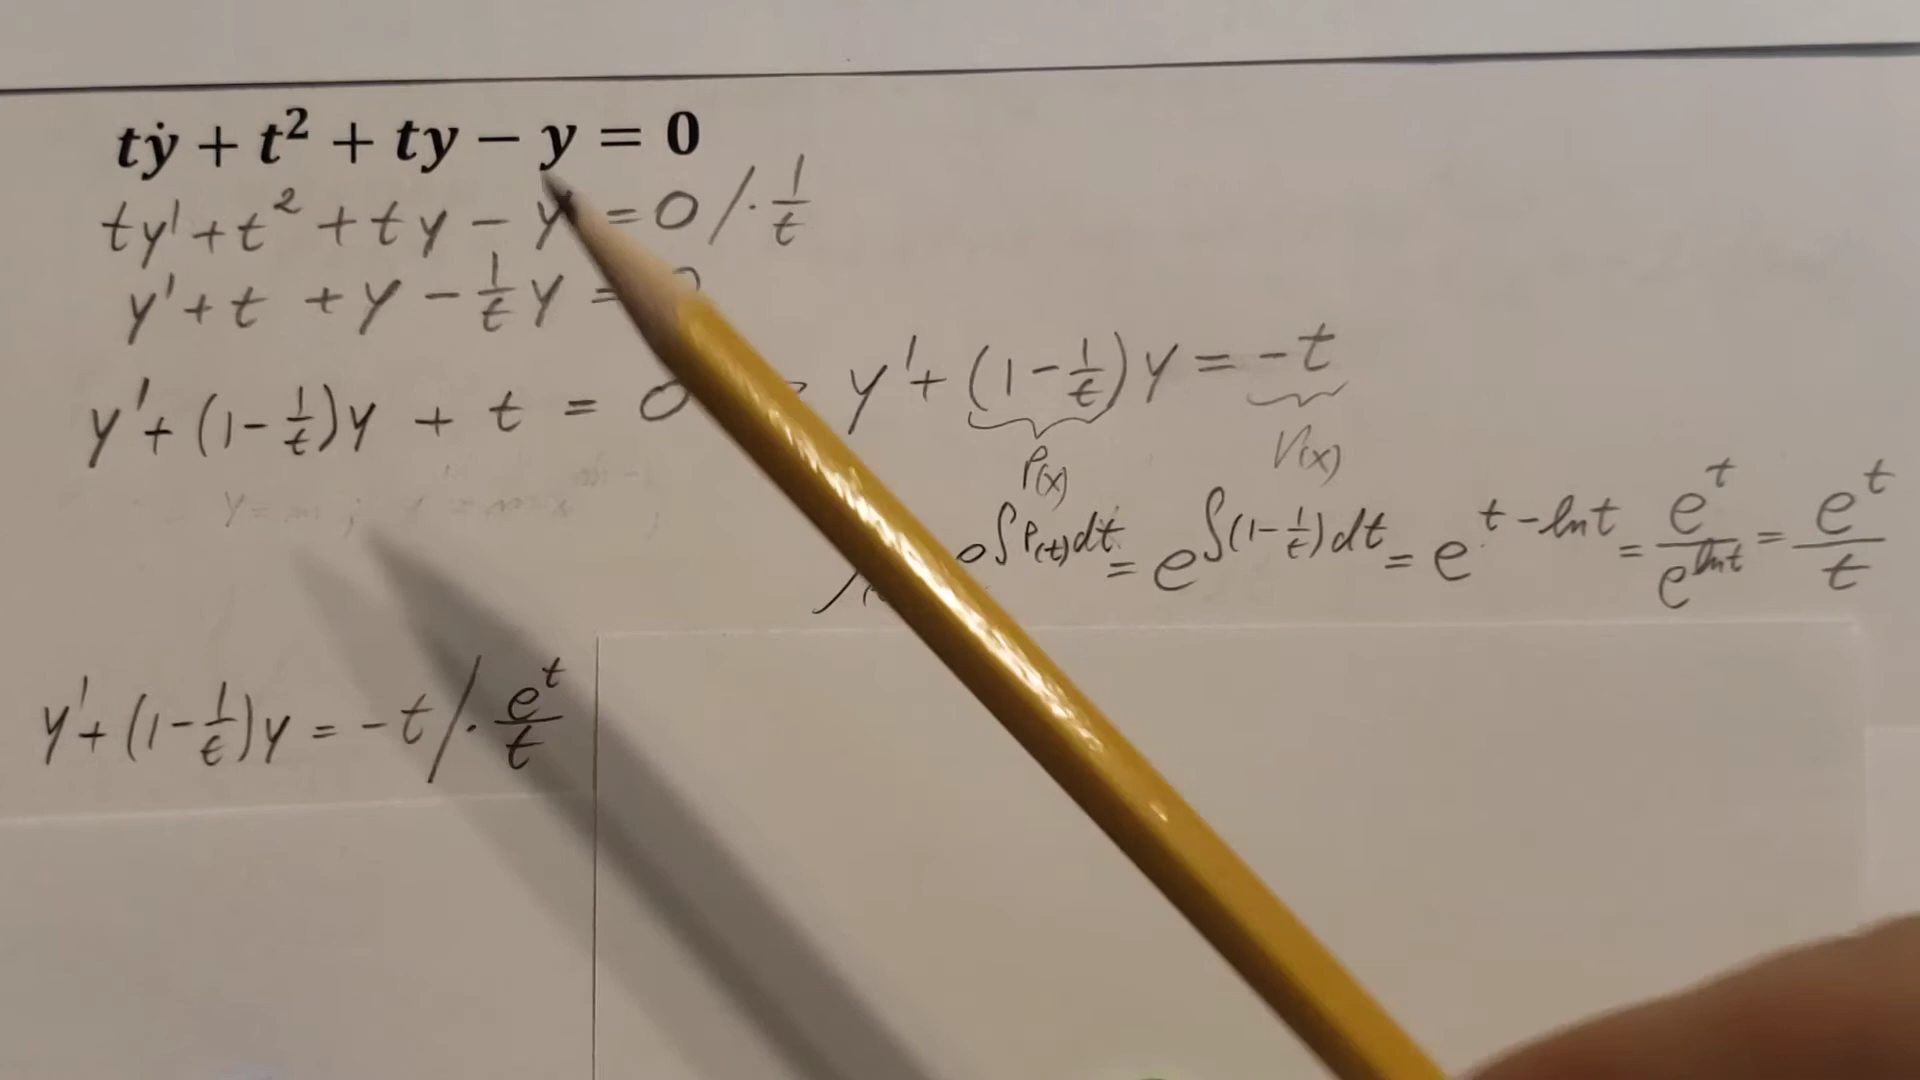 tẏ + t² + ty − y = 0
ty' + t² + ty − y = 0 / · 1/t
y' + t + y − 1/t y =
y' + (1 − 1/t)y + t = 0
y' + (1 − 1/t)y = −t
P(x) V(x)
e^∫P(t)dt = e^∫(1 − 1/t)dt = e^(t − ln t) = e^t/e^(ln t) = e^t/t
y' + (1 − 1/t)y = −t / · e^t/t